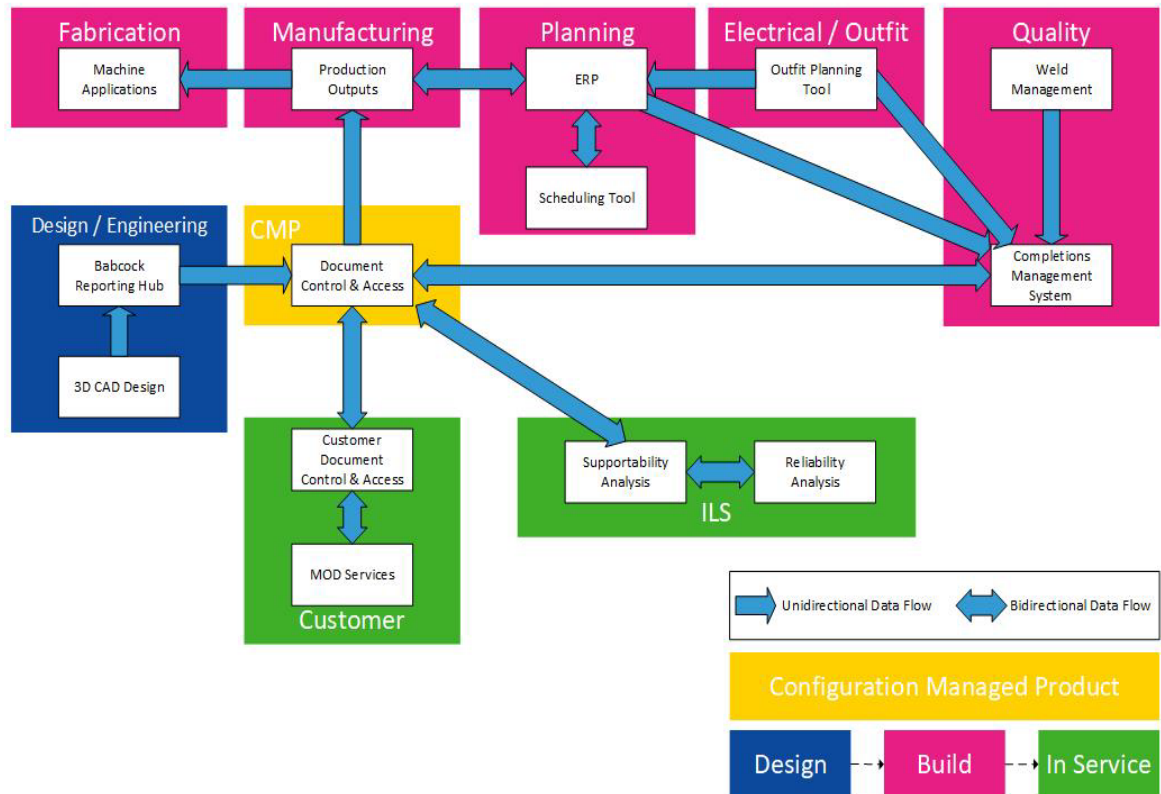 Fabrication
Machine
Applications
Manufacturing
Production
Outputs
Planning
ERP
Scheduling Tool
Electrical / Outfit
Outfit Planning
Tool
Quality
Weld
Management
Completions
Management
System
Design / Engineering
Babcock
Reporting Hub
3D CAD Design
CMP
Document
Control & Access
Customer
Document
Control & Access
MOD Services
Customer
Supportability
Analysis
Reliability
Analysis
ILS
Unidirectional Data Flow
Bidirectional Data Flow
Configuration Managed Product
Design
Build
In Service